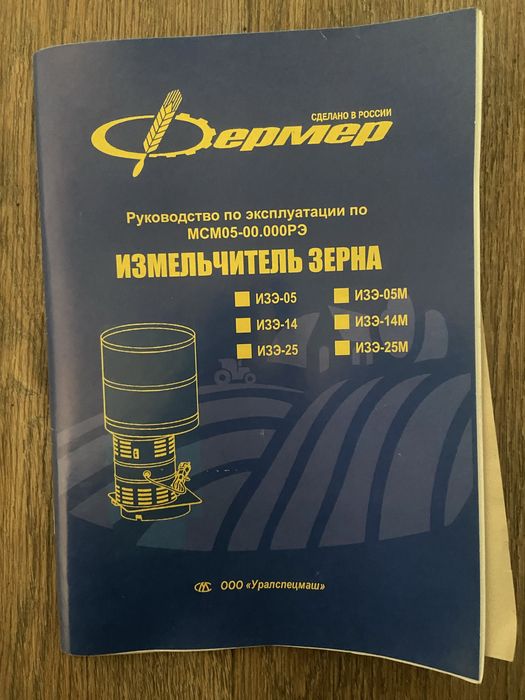 СДЕЛАНО В РОССИИ
Фермер
Руководство по эксплуатации по
МСМ05-00.000РЭ
ИЗМЕЛЬЧИТЕЛЬ ЗЕРНА
ИЗЭ-05 ИЗЭ-05М
ИЗЭ-14 ИЗЭ-14М
ИЗЭ-25 ИЗЭ-25М
ООО «Уралспецмаш»